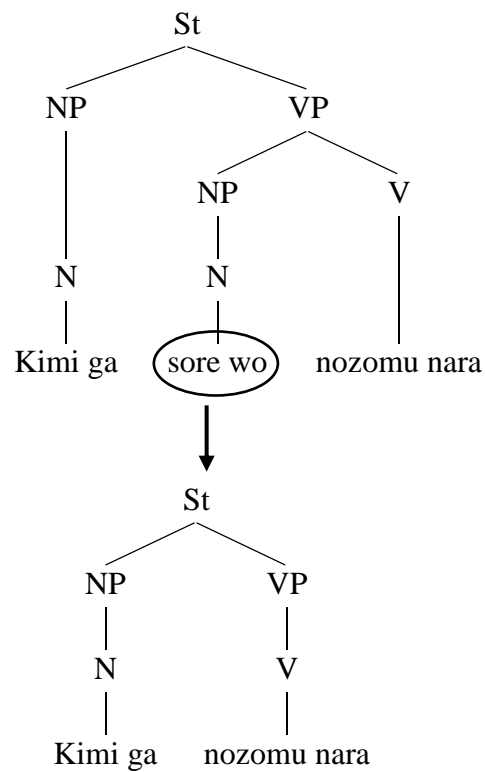 St
NP VP
NP V
N N
Kimi ga sore wo nozomu nara
St
NP VP
N V
Kimi ga nozomu nara